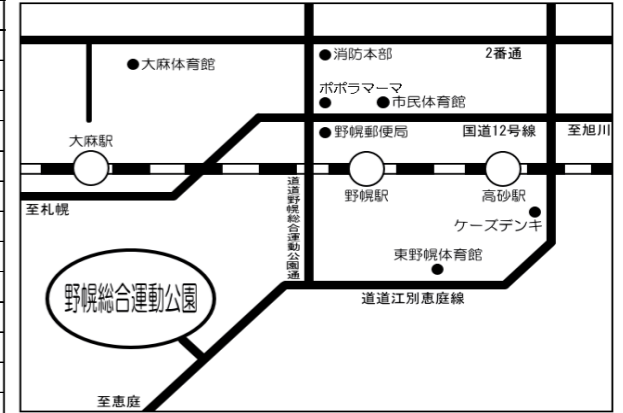 消防本部
2番通
大麻体育館
ポポラマーマ
市民体育館
大麻駅
野幌郵便局
国道12号線
至旭川
野幌駅
高砂駅
至札幌
道道野幌総合運動公園通
ケーズデンキ
東野幌体育館
野幌総合運動公園
道道江別恵庭線
至恵庭